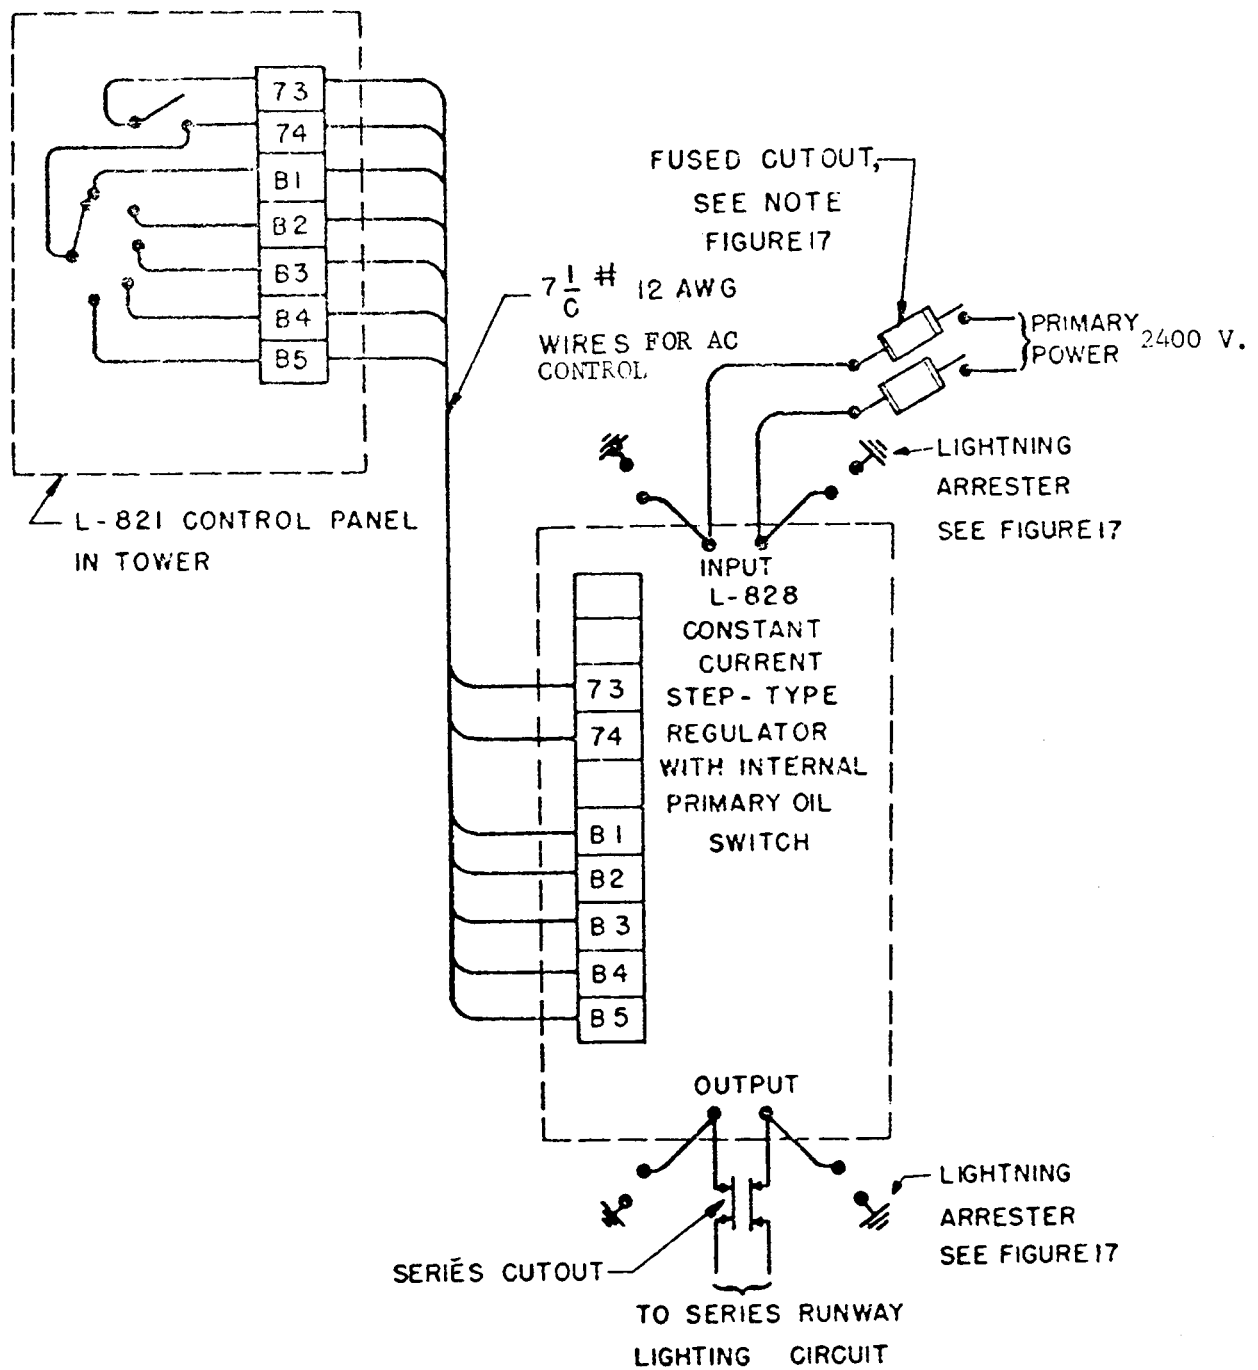 73
74
B1
B2
B3
B4
B5
L-821 CONTROL PANEL
IN TOWER
7 1/C # 12 AWG
WIRES FOR AC
CONTROL
FUSED CUTOUT,
SEE NOTE
FIGURE 17
PRIMARY 2400 V.
POWER
LIGHTNING
ARRESTER
SEE FIGURE 17
INPUT
L-828
CONSTANT
CURRENT
STEP-TYPE
REGULATOR
WITH INTERNAL
PRIMARY OIL
SWITCH
73
74
B1
B2
B3
B4
B5
OUTPUT
LIGHTNING
ARRESTER
SEE FIGURE 17
SERIES CUTOUT
TO SERIES RUNWAY
LIGHTING CIRCUIT